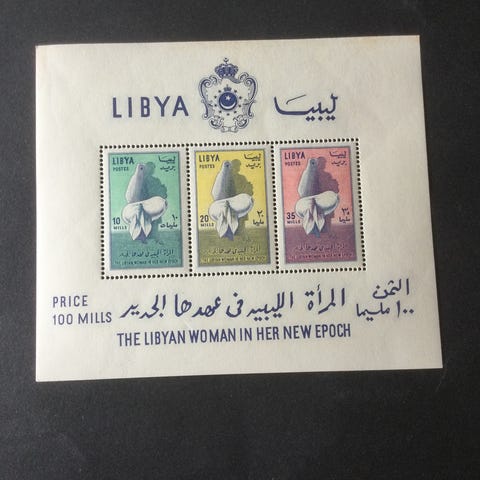 LIBYA ليبيا
LIBYA ليبيا
POSTES بريد
10 ١٠
MILLS مليمات
THE LIBYAN WOMAN IN HER NEW EPOCH
LIBYA ليبيا
POSTES بريد
20 ٢٠
MILLS مليما
THE LIBYAN WOMAN IN HER NEW EPOCH
LIBYA ليبيا
POSTES بريد
35 ٣٥
MILLS مليما
THE LIBYAN WOMAN IN HER NEW EPOCH
PRICE
100 MILLS
المرأة الليبية فى عهدها الجديد
الثمن
١٠٠ مليما
THE LIBYAN WOMAN IN HER NEW EPOCH